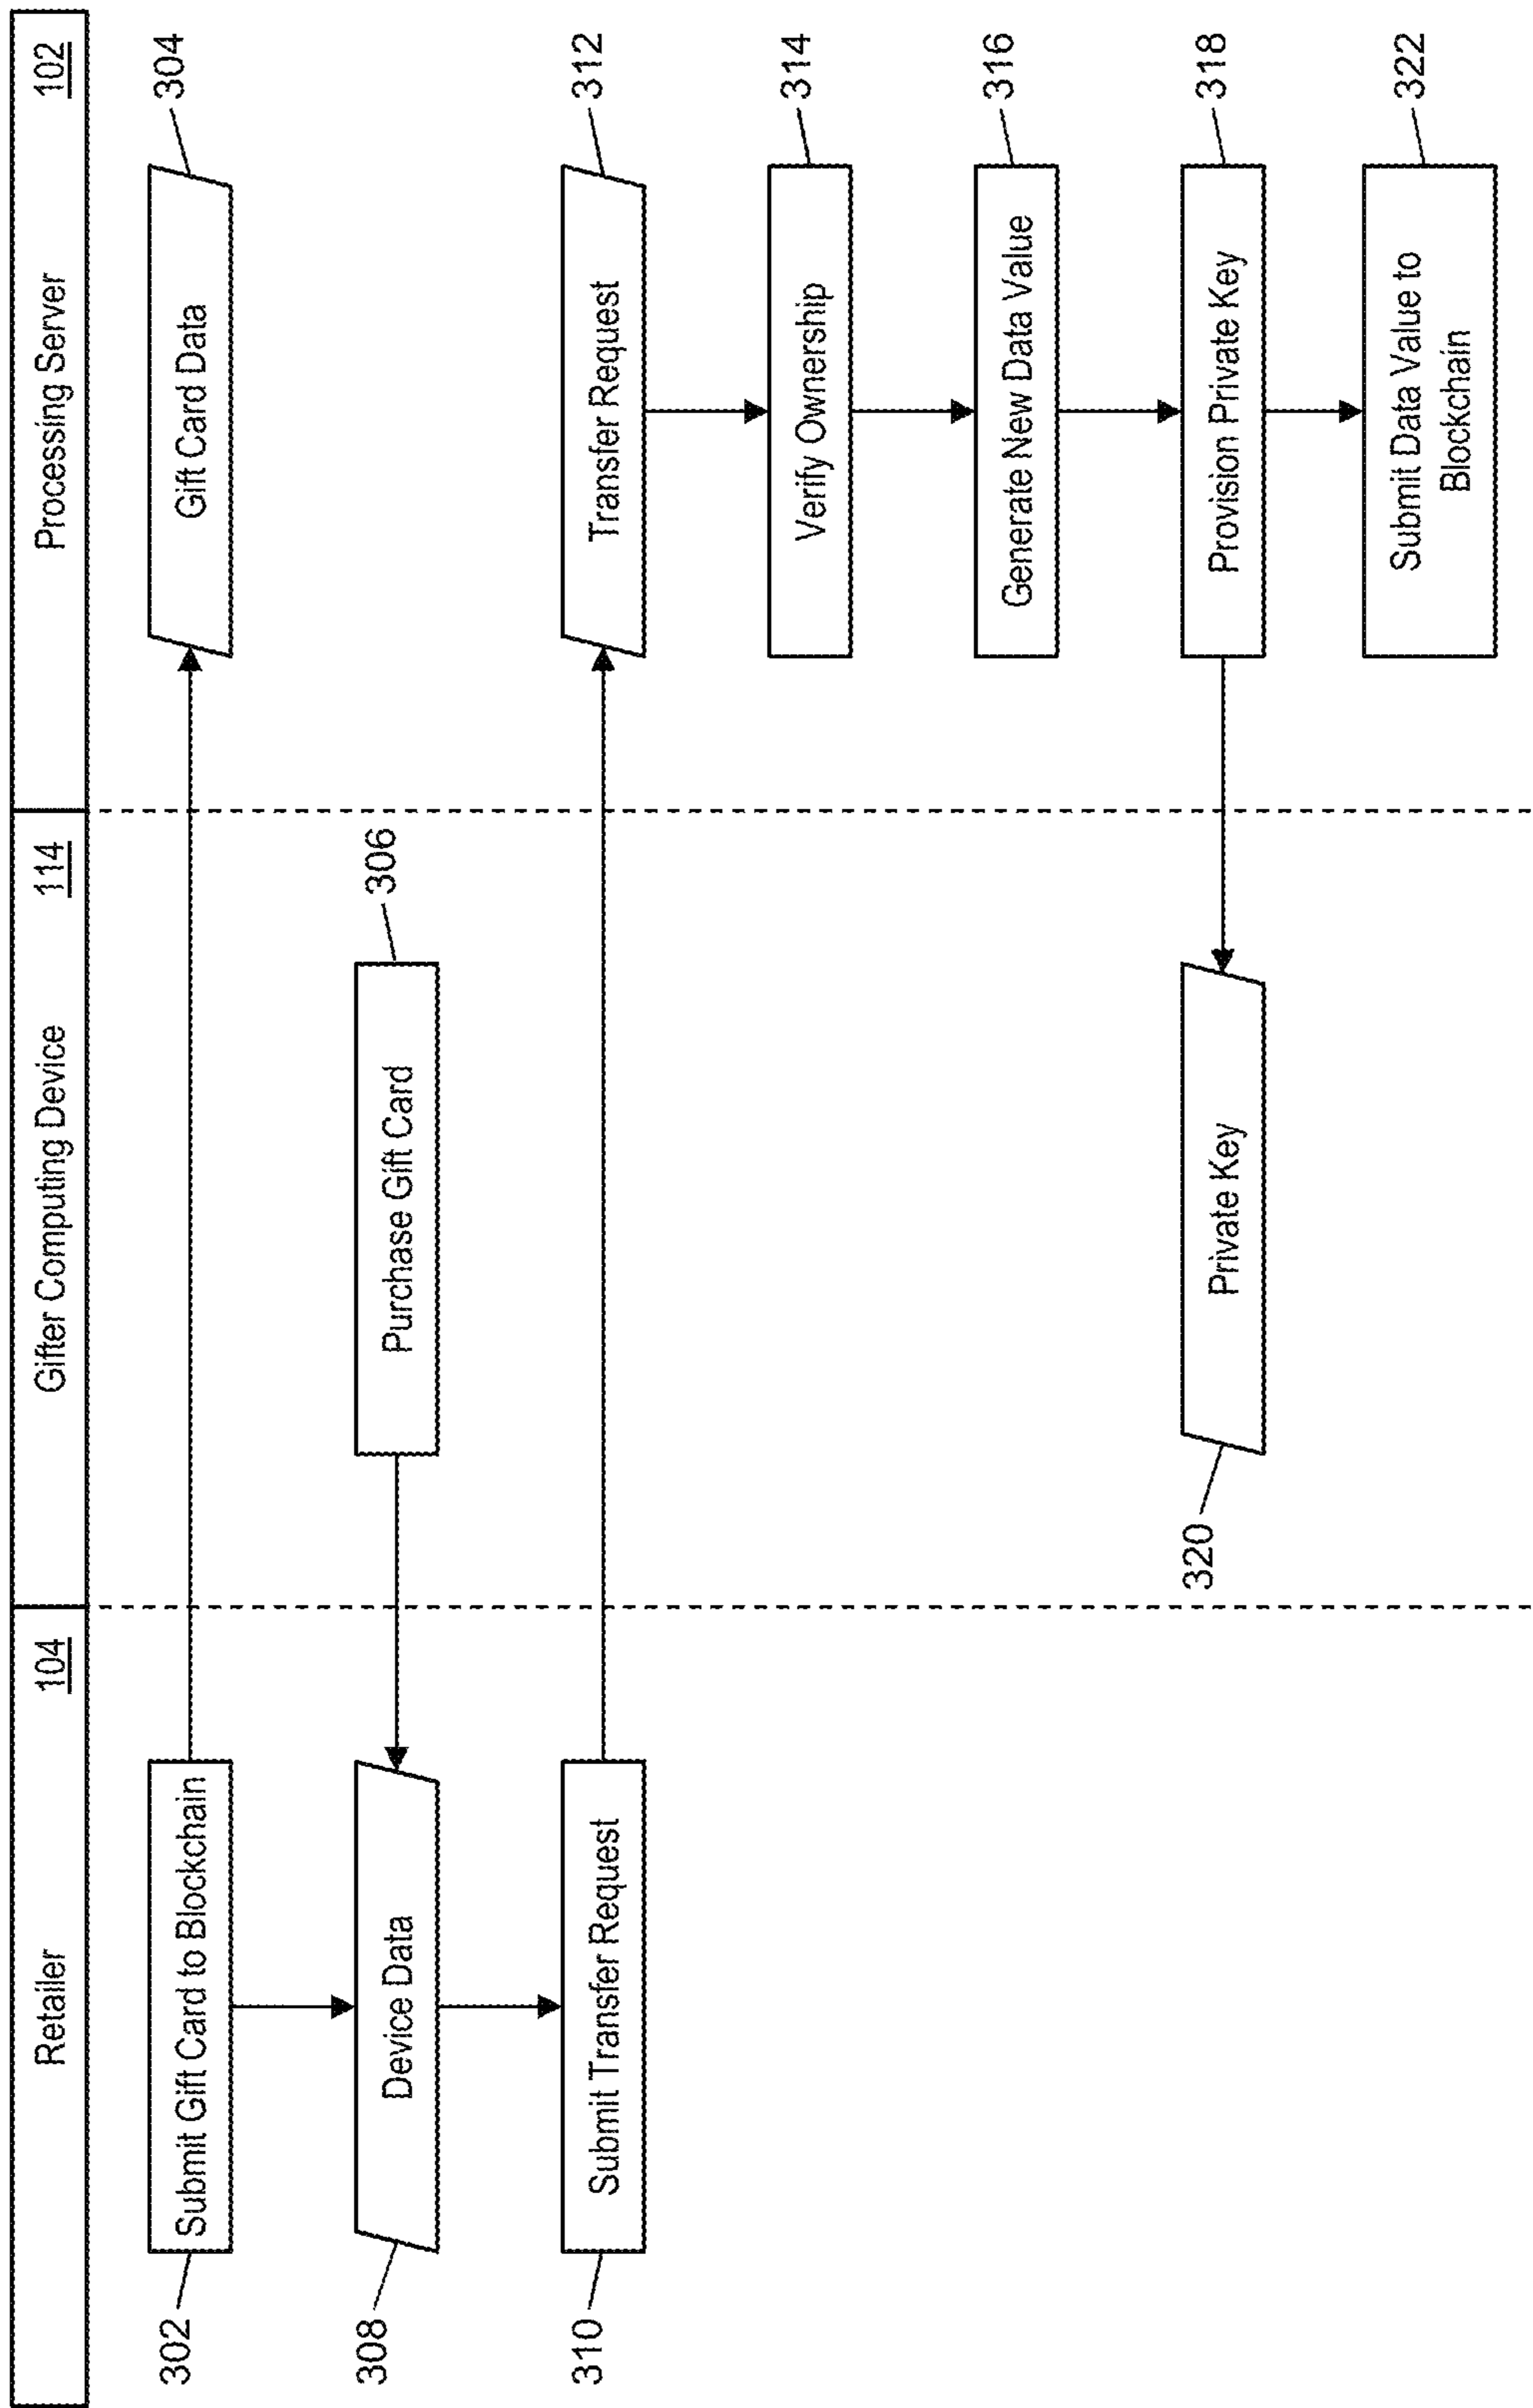 Retailer 104
Gifter Computing Device 114
Processing Server 102
302
Submit Gift Card to Blockchain
Gift Card Data
304
Purchase Gift Card
306
308
Device Data
310
Submit Transfer Request
Transfer Request
312
Verify Ownership
314
Generate New Data Value
316
Provision Private Key
318
320
Private Key
Submit Data Value to
Blockchain
322